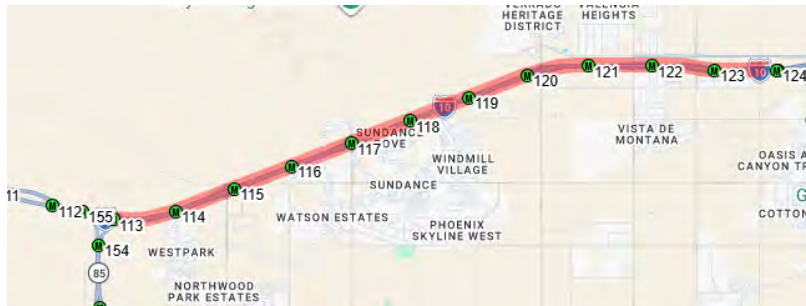 HERITAGE
DISTRICT
HEIGHTS
120
121
122
10
123
124
119
10
118
SUNDANCE
117
VISTA DE
MONTANA
WINDMILL
VILLAGE
OASIS A
CANYON TR
116
SUNDANCE
115
11
112
155
113
114
WATSON ESTATES
PHOENIX
SKYLINE WEST
G
COTTON
154
WESTPARK
85
NORTHWOOD
PARK ESTATES